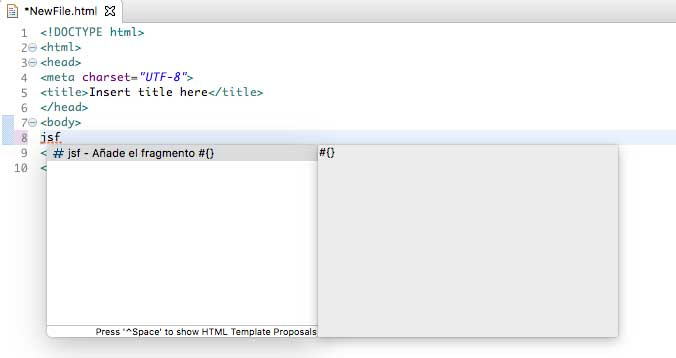 *NewFile.html
1 <!DOCTYPE html>
2 <html>
3 <head>
4 <meta charset="UTF-8">
5 <title>Insert title here</title>
6 </head>
7 <body>
8 jsf
9 <
10 <
# jsf - Añade el fragmento #{}
#{}
Press '^Space' to show HTML Template Proposals